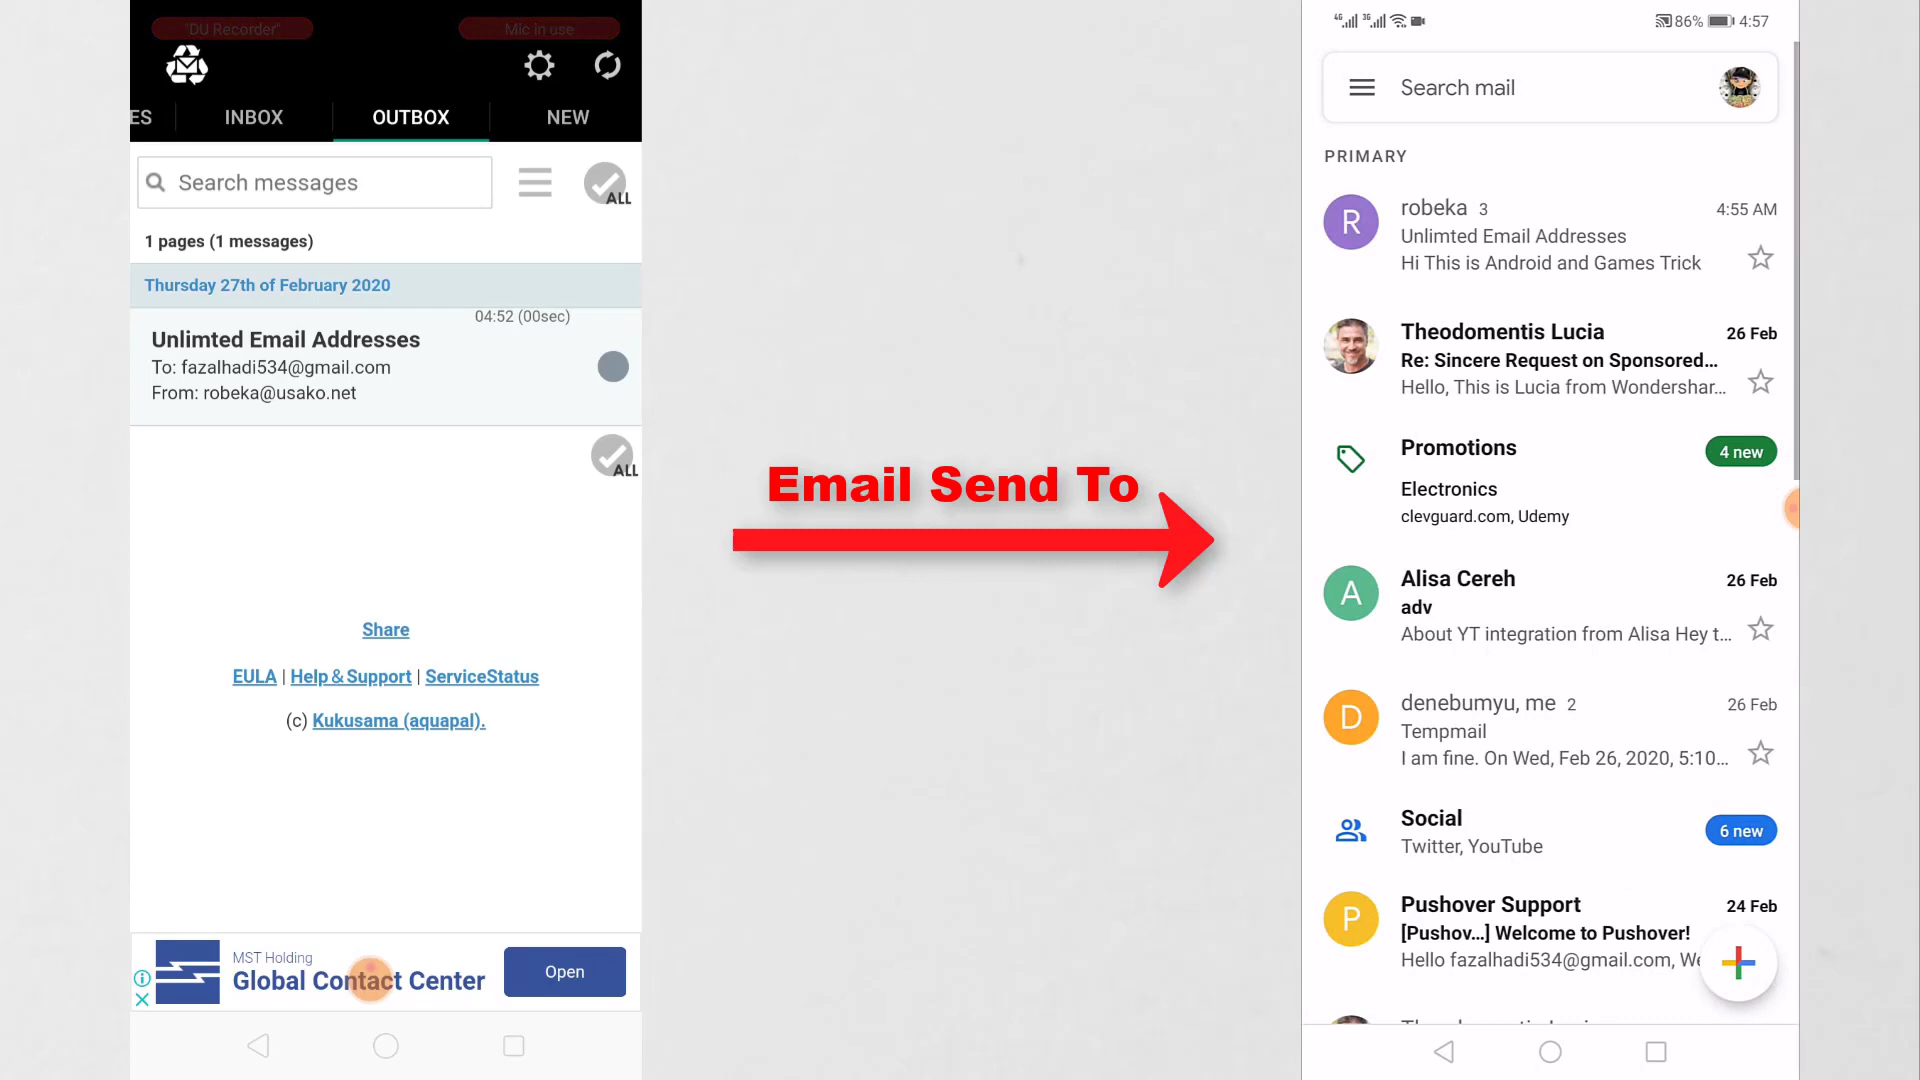 "DU Recorder"
Mic in use
ES
INBOX
OUTBOX
NEW
Search messages
ALL
1 pages (1 messages)
Thursday 27th of February 2020
04:52 (00sec)
Unlimted Email Addresses
To: fazalhadi534@gmail.com
From: robeka@usako.net
ALL
Share
EULA | Help & Support | ServiceStatus
(c) Kukusama (aquapal).
MST Holding
Global Contact Center
Open
Email Send To
4G 3G 86% 4:57
Search mail
PRIMARY
R
robeka 3
4:55 AM
Unlimted Email Addresses
Hi This is Android and Games Trick
Theodomentis Lucia
26 Feb
Re: Sincere Request on Sponsored...
Hello, This is Lucia from Wondershar...
Promotions
4 new
Electronics
clevguard.com, Udemy
A
Alisa Cereh
26 Feb
adv
About YT integration from Alisa Hey t...
D
denebumyu, me 2
26 Feb
Tempmail
I am fine. On Wed, Feb 26, 2020, 5:10...
Social
6 new
Twitter, YouTube
P
Pushover Support
24 Feb
[Pushov...] Welcome to Pushover!
Hello fazalhadi534@gmail.com, We